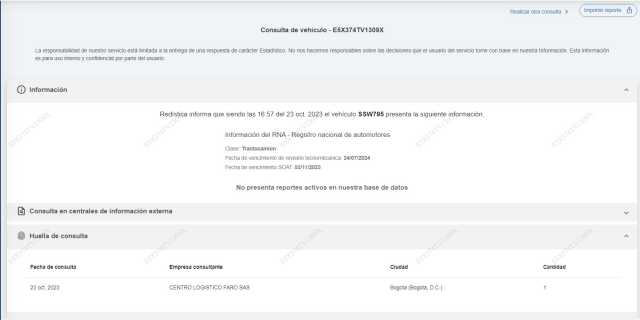 Realizar otra consulta >
Imprimir reporte
Consulta de vehículo - E5X374TV1309X
La responsabilidad de nuestro servicio está limitada a la entrega de una respuesta de carácter Estadístico. No nos hacemos responsables sobre las decisiones que el usuario del servicio tome con base en nuestra Información. Esta información
es para uso interno y confidencial por parte del usuario.
Información
Redistica informa que siendo las 16:57 del 23 oct. 2023 el vehículo SSW795 presenta la siguiente información.
Información del RNA - Registro nacional de automotores
Clase: Tractocamion
Fecha de vencimiento de revisión tecnomecánica: 24/07/2024
Fecha de vencimiento SOAT: 03/11/2023
No presenta reportes activos en nuestra base de datos
Consulta en centrales de información externa
Huella de consulta
Fecha de consulta Empresa consultante Ciudad Cantidad
23 oct. 2023 CENTRO LOGISTICO FARO SAS Bogota (Bogota, D.C.) 1